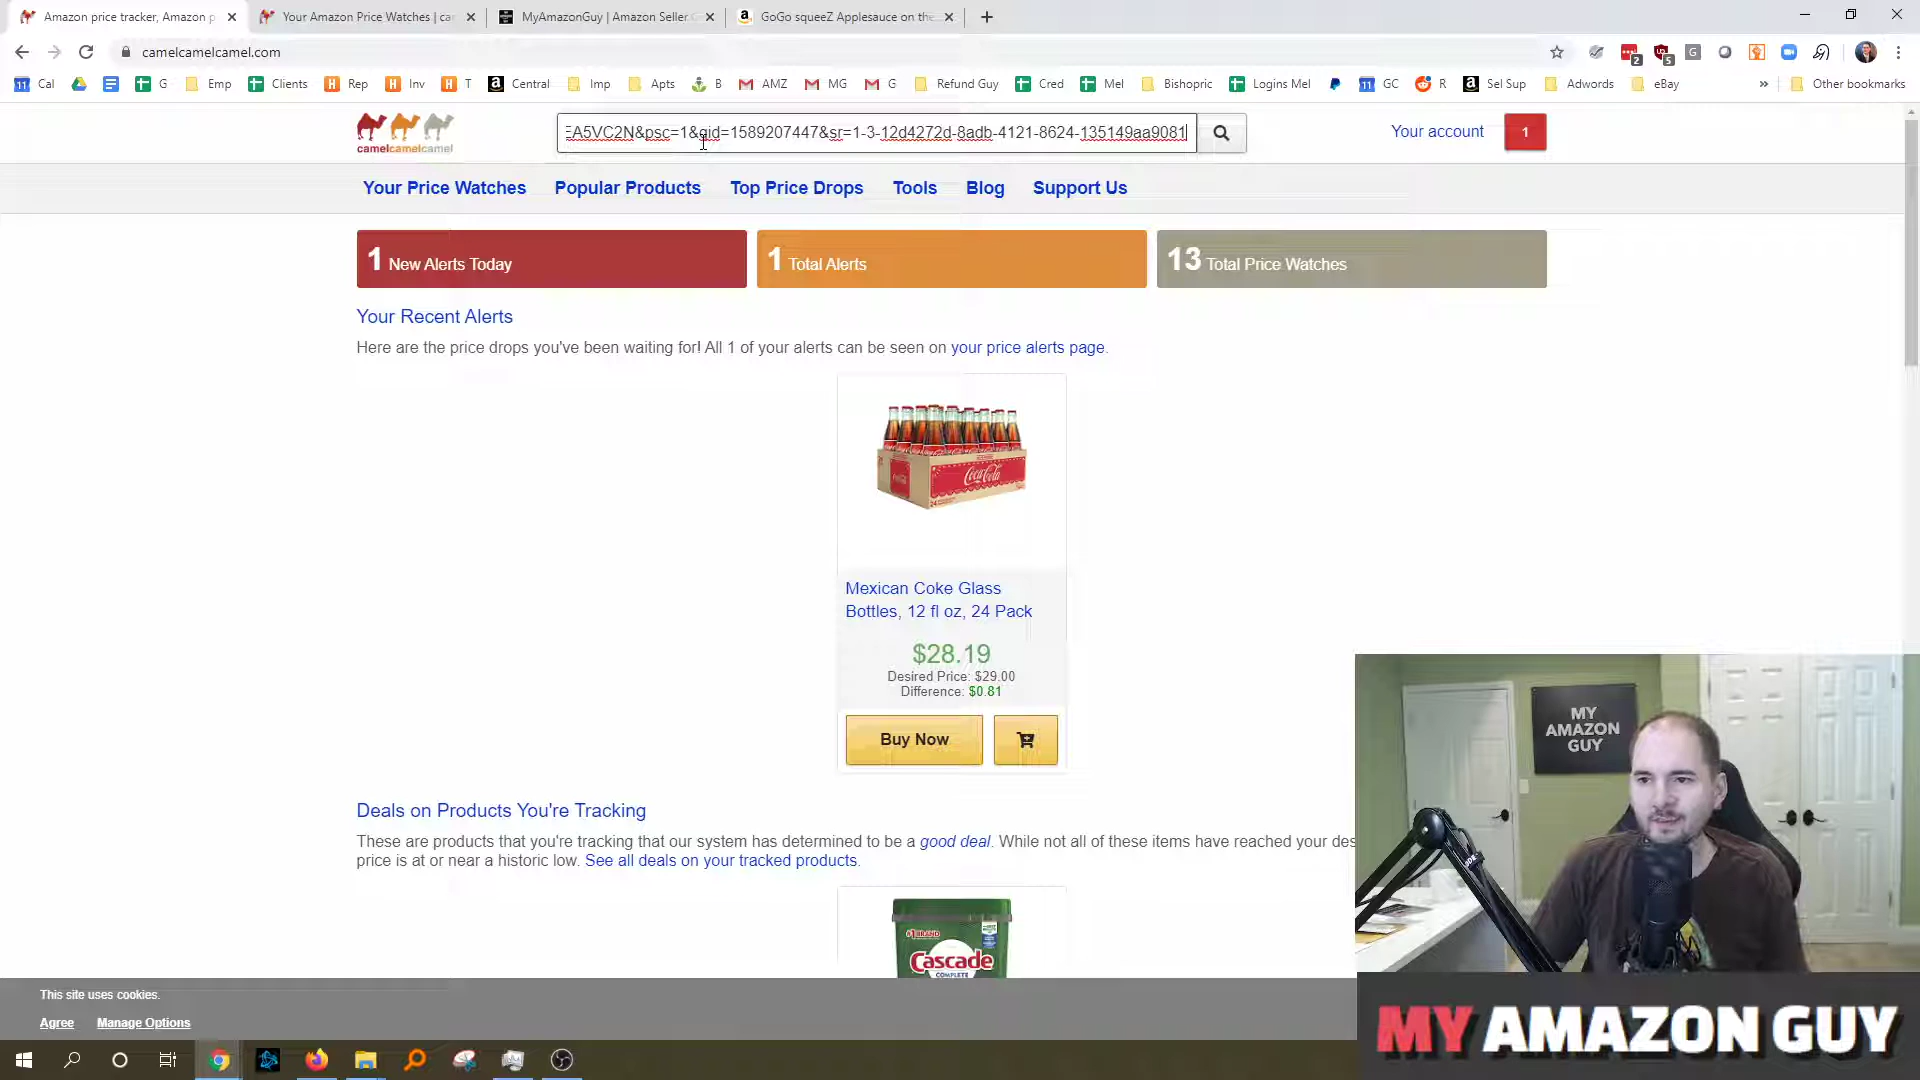 Amazon price tracker, Amazon p
Your Amazon Price Watches | ca
MyAmazonGuy | Amazon Seller C
GoGo squeeZ Applesauce on the
camelcamelcamel.com
2
5
Cal
G
Emp
Clients
Rep
Inv
T
Central
Imp
Apts
B
AMZ
MG
G
Refund Guy
Cred
Mel
Bishopric
Logins Mel
GC
R
Sel Sup
Adwords
eBay
Other bookmarks
camelcamelcamel
EA5VC2N&psc=1&qid=1589207447&sr=1-3-12d4272d-8adb-4121-8624-135149aa9081
Your account
1
Your Price Watches
Popular Products
Top Price Drops
Tools
Blog
Support Us
1 New Alerts Today
1 Total Alerts
13 Total Price Watches
Your Recent Alerts
Here are the price drops you've been waiting for! All 1 of your alerts can be seen on your price alerts page.
Coca-Cola
Mexican Coke Glass
Bottles, 12 fl oz, 24 Pack
$28.19
Desired Price: $29.00
Difference: $0.81
Buy Now
Deals on Products You're Tracking
These are products that you're tracking that our system has determined to be a good deal. While not all of these items have reached your des
price is at or near a historic low. See all deals on your tracked products.
#1 BRAND
Cascade
COMPLETE
This site uses cookies.
Agree
Manage Options
MY
AMAZON
GUY
MY AMAZON GUY